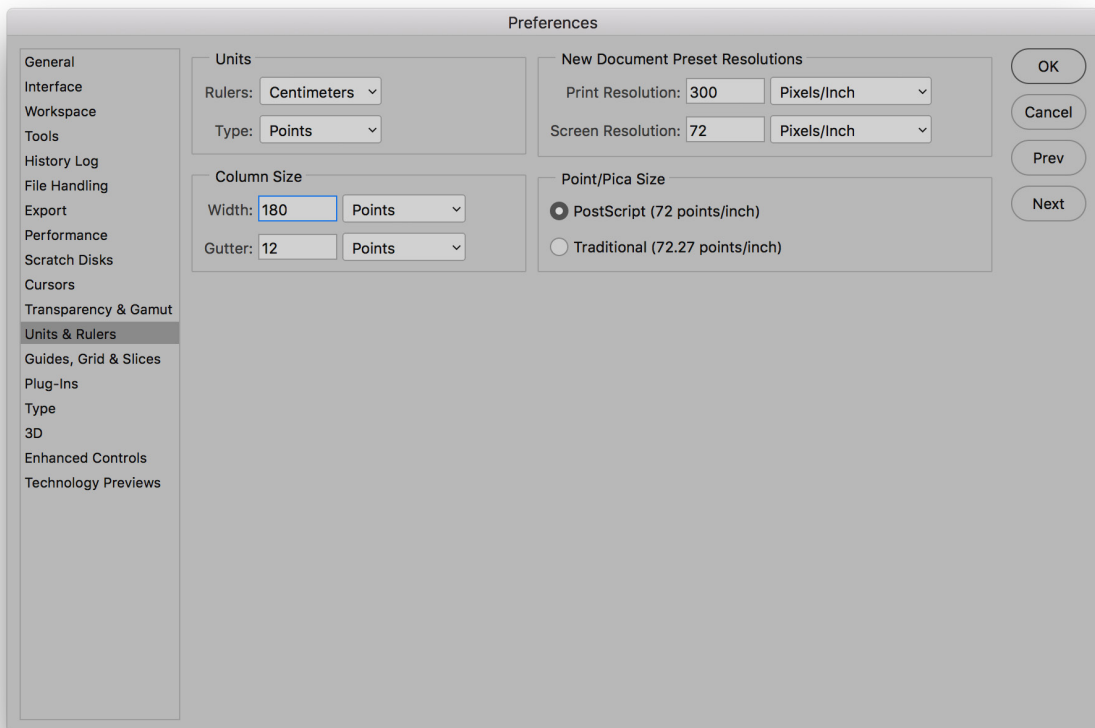 Preferences
General
Interface
Workspace
Tools
History Log
File Handling
Export
Performance
Scratch Disks
Cursors
Transparency & Gamut
Units & Rulers
Guides, Grid & Slices
Plug-Ins
Type
3D
Enhanced Controls
Technology Previews
Units
Rulers: Centimeters
Type: Points
Column Size
Width: 180 Points
Gutter: 12 Points
New Document Preset Resolutions
Print Resolution: 300 Pixels/Inch
Screen Resolution: 72 Pixels/Inch
Point/Pica Size
PostScript (72 points/inch)
Traditional (72.27 points/inch)
OK
Cancel
Prev
Next